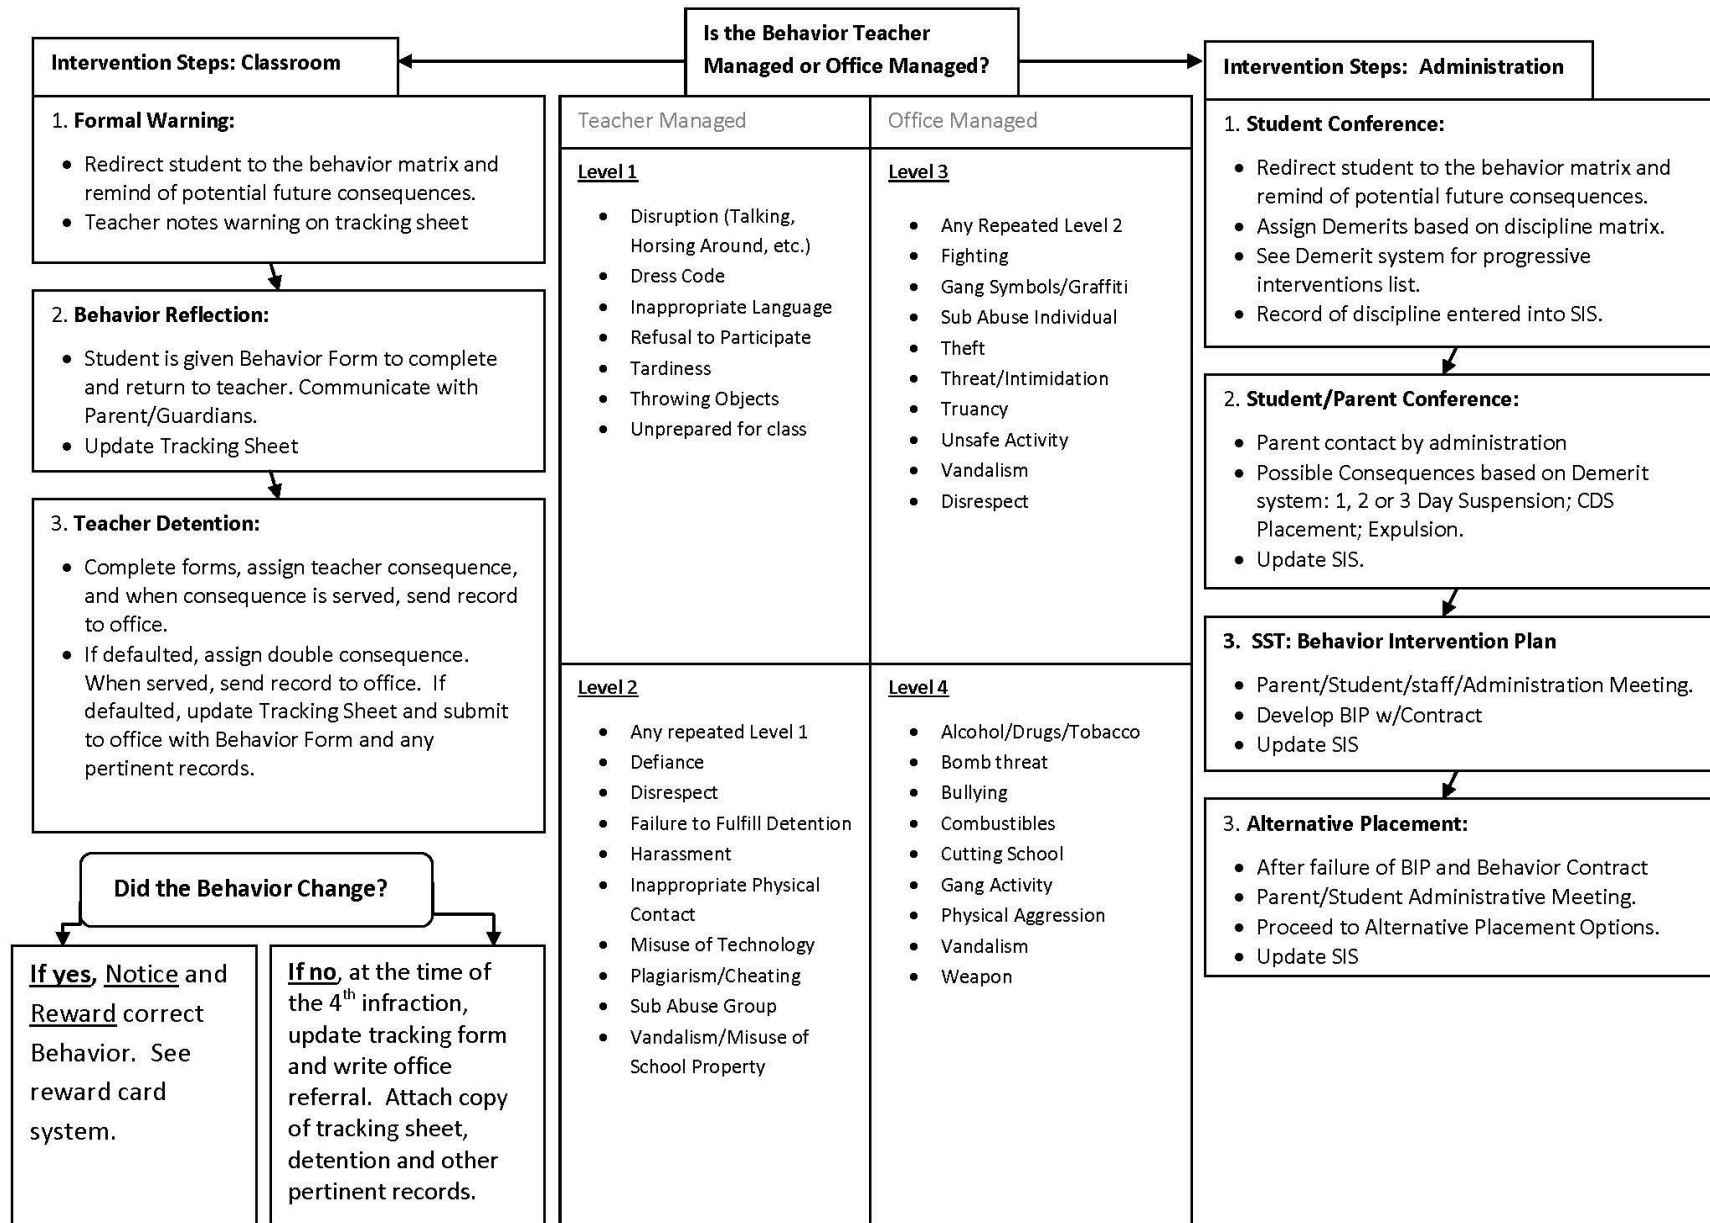 Is the Behavior Teacher
Managed or Office Managed?
Intervention Steps: Classroom
1. Formal Warning:
• Redirect student to the behavior matrix and
remind of potential future consequences.
• Teacher notes warning on tracking sheet
2. Behavior Reflection:
• Student is given Behavior Form to complete
and return to teacher. Communicate with
Parent/Guardians.
• Update Tracking Sheet
3. Teacher Detention:
• Complete forms, assign teacher consequence,
and when consequence is served, send record
to office.
• If defaulted, assign double consequence.
When served, send record to office. If
defaulted, update Tracking Sheet and submit
to office with Behavior Form and any
pertinent records.
Did the Behavior Change?
If yes, Notice and
Reward correct
Behavior. See
reward card
system.
If no, at the time of
the 4th infraction,
update tracking form
and write office
referral. Attach copy
of tracking sheet,
detention and other
pertinent records.
Teacher Managed
Level 1
• Disruption (Talking,
Horsing Around, etc.)
• Dress Code
• Inappropriate Language
• Refusal to Participate
• Tardiness
• Throwing Objects
• Unprepared for class
Level 2
• Any repeated Level 1
• Defiance
• Disrespect
• Failure to Fulfill Detention
• Harassment
• Inappropriate Physical
Contact
• Misuse of Technology
• Plagiarism/Cheating
• Sub Abuse Group
• Vandalism/Misuse of
School Property
Office Managed
Level 3
• Any Repeated Level 2
• Fighting
• Gang Symbols/Graffiti
• Sub Abuse Individual
• Theft
• Threat/Intimidation
• Truancy
• Unsafe Activity
• Vandalism
• Disrespect
Level 4
• Alcohol/Drugs/Tobacco
• Bomb threat
• Bullying
• Combustibles
• Cutting School
• Gang Activity
• Physical Aggression
• Vandalism
• Weapon
Intervention Steps: Administration
1. Student Conference:
• Redirect student to the behavior matrix and
remind of potential future consequences.
• Assign Demerits based on discipline matrix.
• See Demerit system for progressive
interventions list.
• Record of discipline entered into SIS.
2. Student/Parent Conference:
• Parent contact by administration
• Possible Consequences based on Demerit
system: 1, 2 or 3 Day Suspension; CDS
Placement; Expulsion.
• Update SIS.
3. SST: Behavior Intervention Plan
• Parent/Student/staff/Administration Meeting.
• Develop BIP w/Contract
• Update SIS
3. Alternative Placement:
• After failure of BIP and Behavior Contract
• Parent/Student Administrative Meeting.
• Proceed to Alternative Placement Options.
• Update SIS